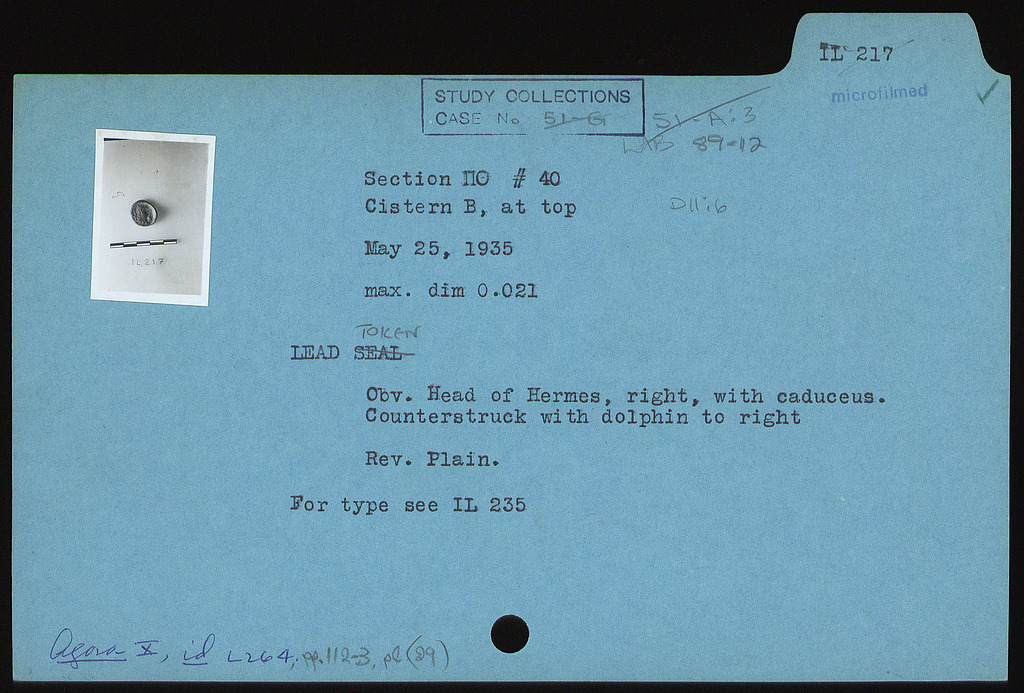 IL 217
microfilmed
STUDY COLLECTIONS
CASE No 51-G
51-A:3
89-12
Section ΠΟ # 40
Cistern B, at top D11:6
May 25, 1935
max. dim 0.021
TOKEN
LEAD SEAL
Obv. Head of Hermes, right, with caduceus.
Counterstruck with dolphin to right
Rev. Plain.
For type see IL 235
IL 217
Agora X, id L264, pp.112-3, pl (29)